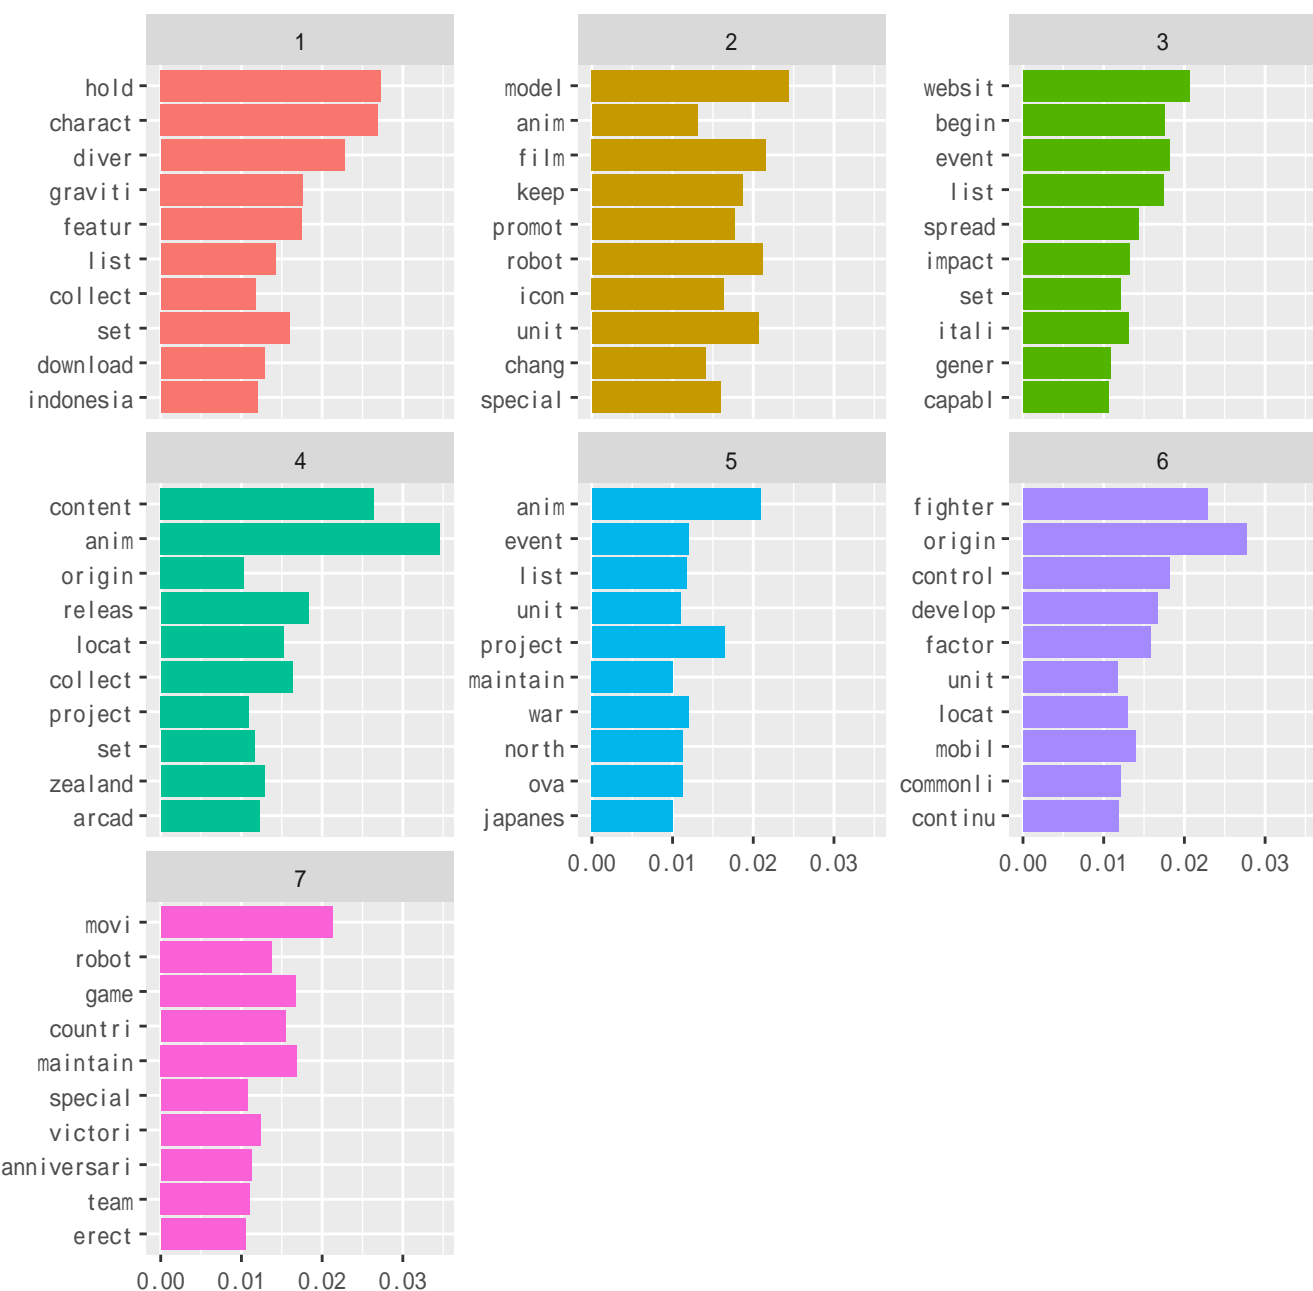 1
hold
charact
diver
graviti
featur
list
collect
set
download
indonesia
2
model
anim
film
keep
promot
robot
icon
unit
chang
special
3
websit
begin
event
list
spread
impact
set
itali
gener
capabl
4
content
anim
origin
releas
locat
collect
project
set
zealand
arcad
5
anim
event
list
unit
project
maintain
war
north
ova
japanes
0.00 0.01 0.02 0.03
6
fighter
origin
control
develop
factor
unit
locat
mobil
commonli
continu
0.00 0.01 0.02 0.03
7
movi
robot
game
countri
maintain
special
victori
anniversari
team
erect
0.00 0.01 0.02 0.03